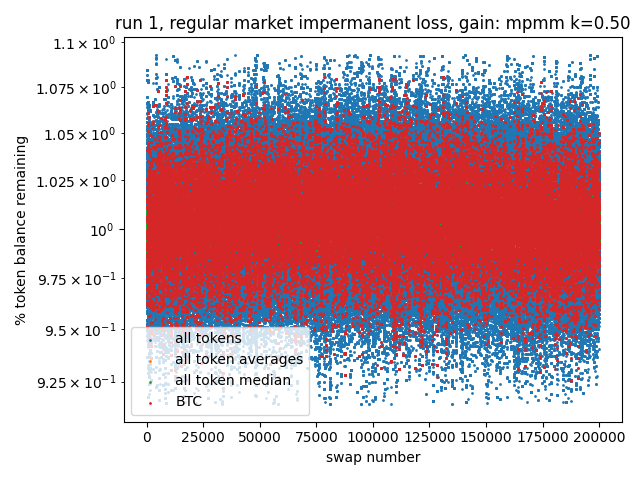 run 1, regular market impermanent loss, gain: mpmm k=0.50
% token balance remaining
1.1 × 10⁰
1.075 × 10⁰
1.05 × 10⁰
1.025 × 10⁰
10⁰
9.75 × 10⁻¹
9.5 × 10⁻¹
9.25 × 10⁻¹
all tokens
all token averages
all token median
BTC
0 25000 50000 75000 100000 125000 150000 175000 200000
swap number